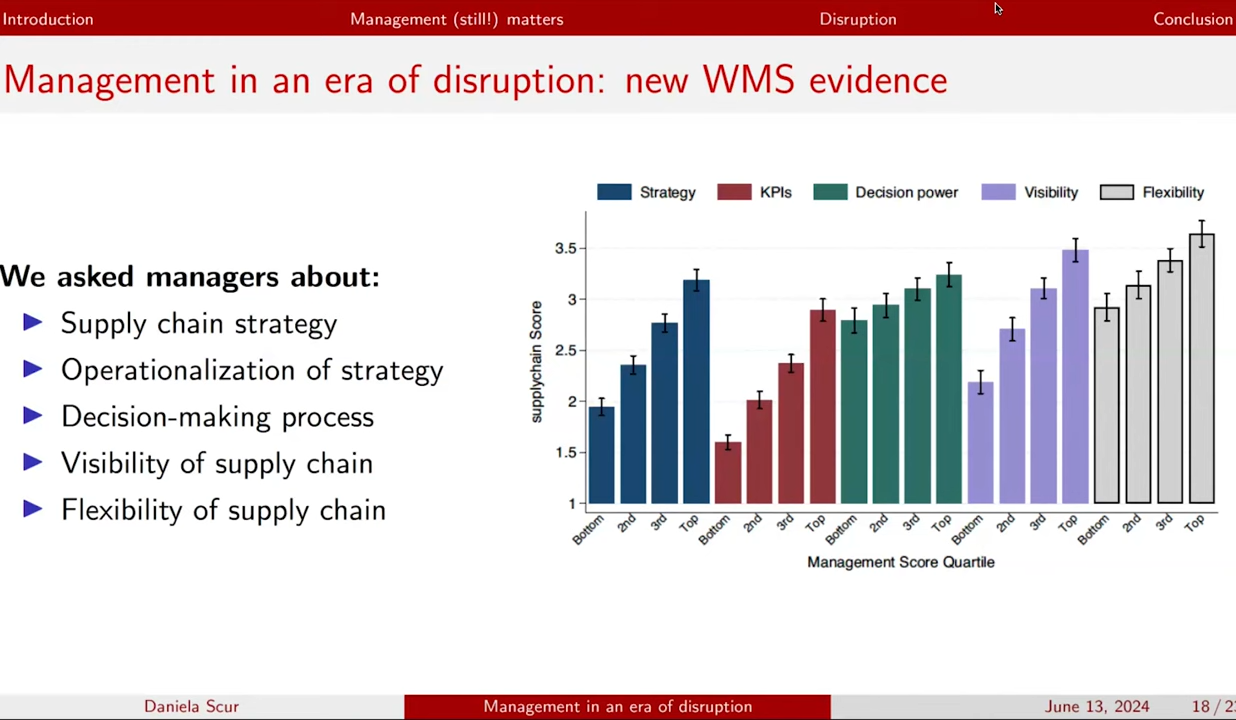 Introduction Management (still!) matters Disruption Conclusion
Management in an era of disruption: new WMS evidence
We asked managers about:
Supply chain strategy
Operationalization of strategy
Decision-making process
Visibility of supply chain
Flexibility of supply chain
Strategy KPIs Decision power Visibility Flexibility
supplychain Score
3.5
3
2.5
2
1.5
1
Bottom 2nd 3rd Top Bottom 2nd 3rd Top Bottom 2nd 3rd Top Bottom 2nd 3rd Top Bottom 2nd 3rd Top
Management Score Quartile
Daniela Scur Management in an era of disruption June 13, 2024 18 /